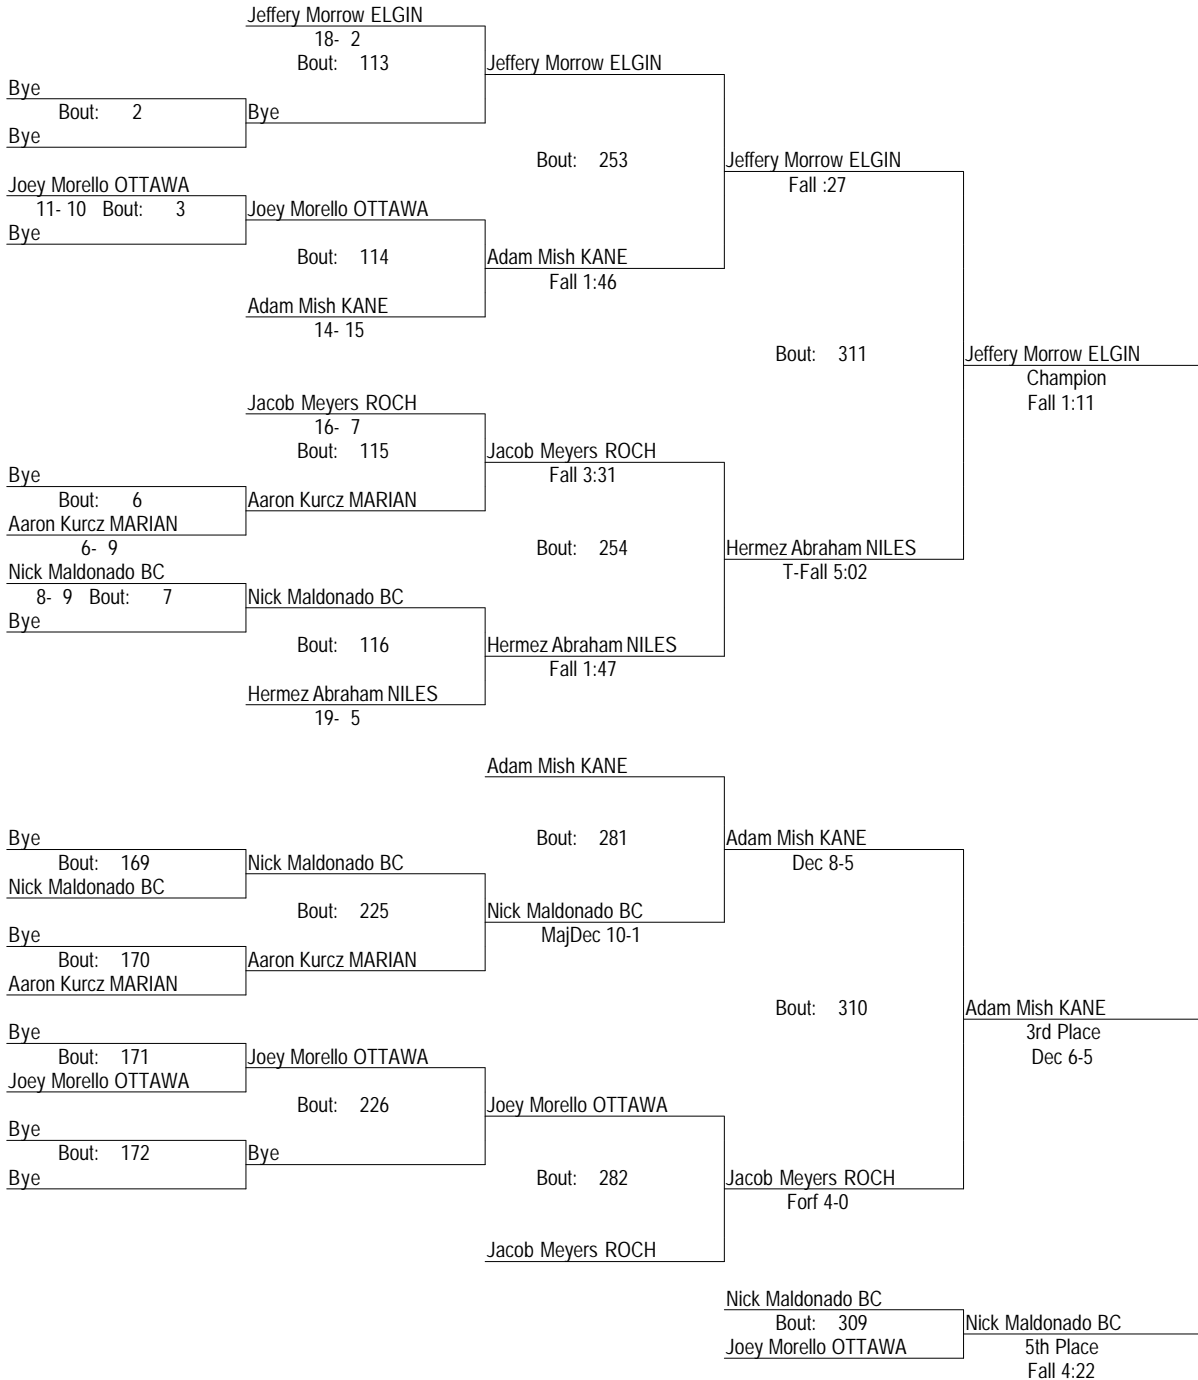 Jeffery Morrow ELGIN
18- 2
Bout: 113
Jeffery Morrow ELGIN
Bye
Bout: 2
Bye
Bye
Bout: 253
Jeffery Morrow ELGIN
Fall :27
Joey Morello OTTAWA
11- 10 Bout: 3
Joey Morello OTTAWA
Bye
Bout: 114
Adam Mish KANE
Fall 1:46
Adam Mish KANE
14- 15
Bout: 311
Jeffery Morrow ELGIN
Champion
Fall 1:11
Jacob Meyers ROCH
16- 7
Bout: 115
Jacob Meyers ROCH
Fall 3:31
Bye
Bout: 6
Aaron Kurcz MARIAN
Aaron Kurcz MARIAN
6- 9
Bout: 254
Hermez Abraham NILES
T-Fall 5:02
Nick Maldonado BC
8- 9 Bout: 7
Nick Maldonado BC
Bye
Bout: 116
Hermez Abraham NILES
Fall 1:47
Hermez Abraham NILES
19- 5
Adam Mish KANE
Bout: 281
Adam Mish KANE
Dec 8-5
Bye
Bout: 169
Nick Maldonado BC
Nick Maldonado BC
Bout: 225
Nick Maldonado BC
MajDec 10-1
Bye
Bout: 170
Aaron Kurcz MARIAN
Aaron Kurcz MARIAN
Bout: 310
Adam Mish KANE
3rd Place
Dec 6-5
Bye
Bout: 171
Joey Morello OTTAWA
Joey Morello OTTAWA
Bout: 226
Joey Morello OTTAWA
Bye
Bout: 172
Bye
Bye
Bout: 282
Jacob Meyers ROCH
Forf 4-0
Jacob Meyers ROCH
Nick Maldonado BC
Bout: 309
Nick Maldonado BC
Joey Morello OTTAWA
5th Place
Fall 4:22